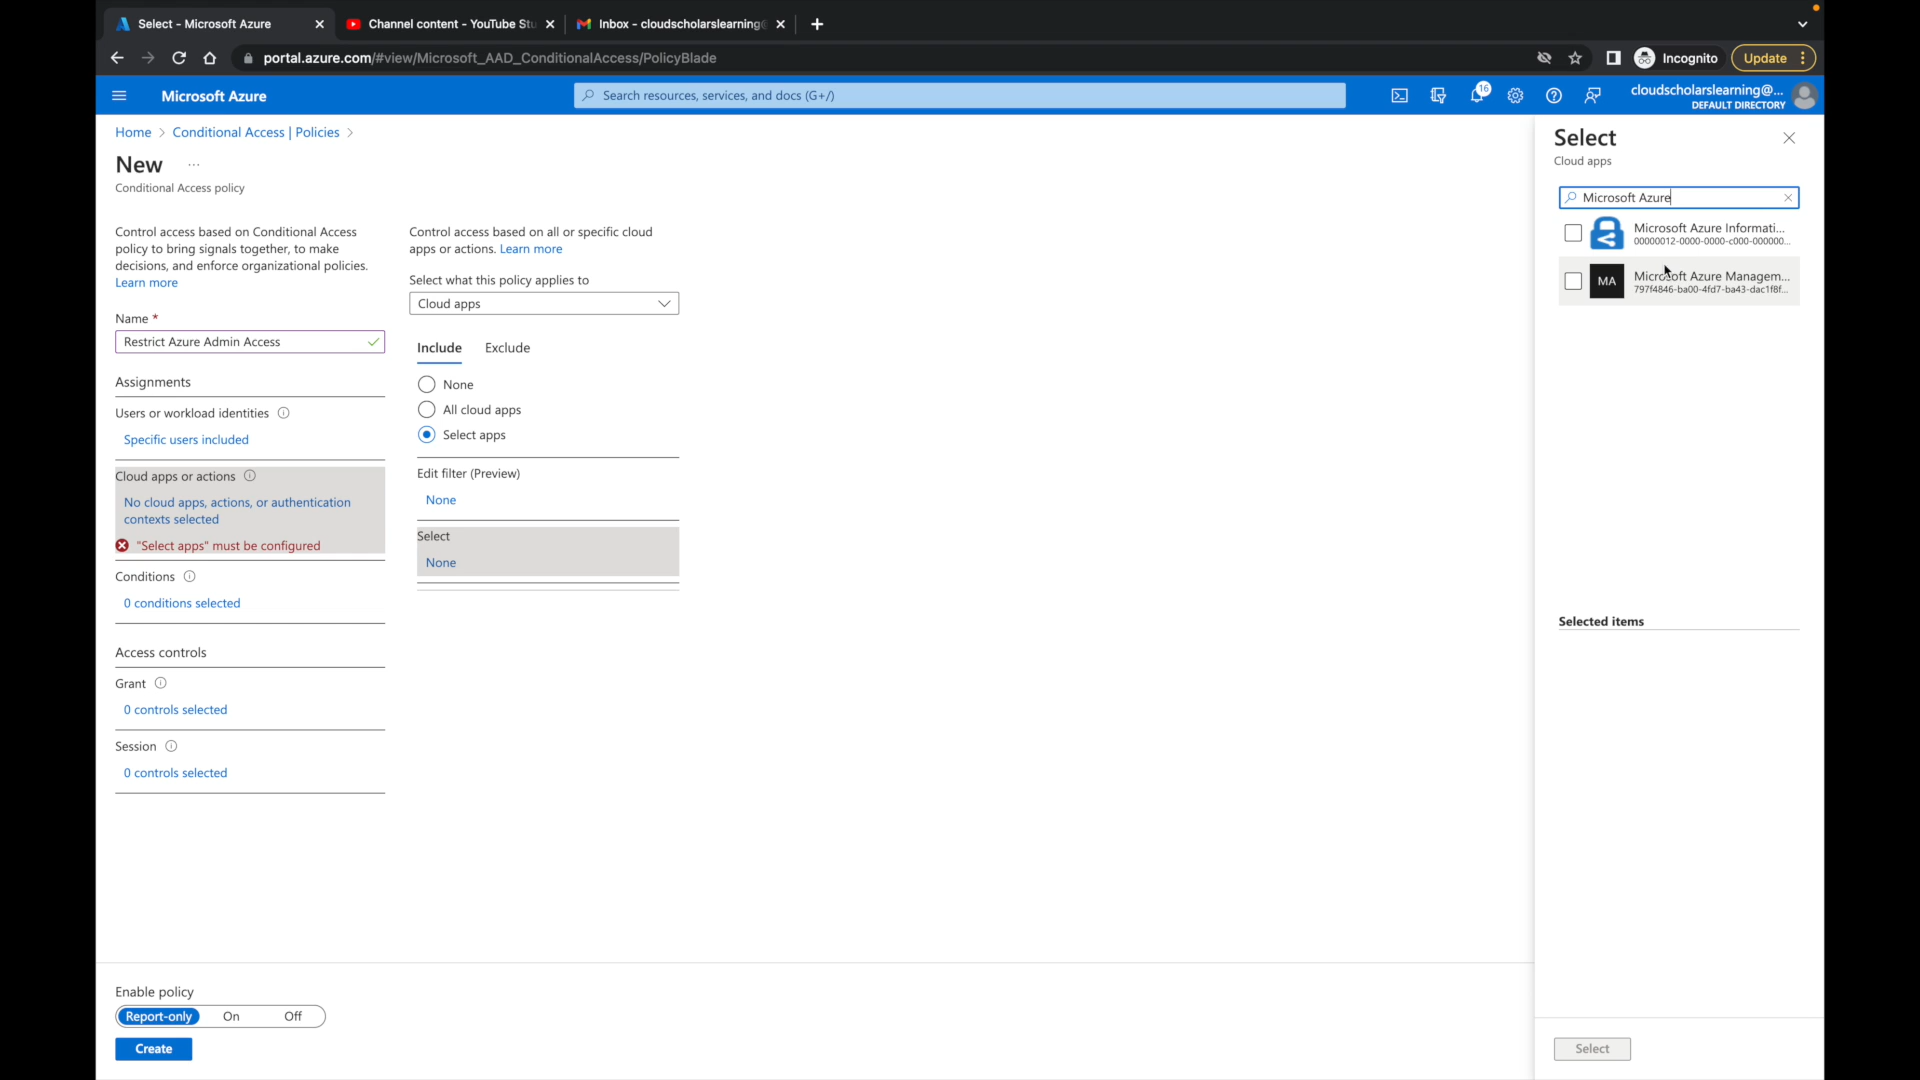 Select - Microsoft Azure
Channel content - YouTube Stu
Inbox - cloudscholarslearning@
portal.azure.com/#view/Microsoft_AAD_ConditionalAccess/PolicyBlade
Incognito
Update
Microsoft Azure
Search resources, services, and docs (G+/)
16
cloudscholarslearning@...
DEFAULT DIRECTORY
Home > Conditional Access | Policies >
New ...
Conditional Access policy
Control access based on Conditional Access
policy to bring signals together, to make
decisions, and enforce organizational policies.
Learn more
Name *
Restrict Azure Admin Access
Assignments
Users or workload identities
Specific users included
Cloud apps or actions
No cloud apps, actions, or authentication
contexts selected
"Select apps" must be configured
Conditions
0 conditions selected
Access controls
Grant
0 controls selected
Session
0 controls selected
Enable policy
Report-only On Off
Create
Control access based on all or specific cloud
apps or actions. Learn more
Select what this policy applies to
Cloud apps
Include Exclude
None
All cloud apps
Select apps
Edit filter (Preview)
None
Select
None
Select
Cloud apps
Microsoft Azure
Microsoft Azure Informati...
00000012-0000-0000-c000-000000...
MA
Microsoft Azure Managem...
797f4846-ba00-4fd7-ba43-dac1f8f...
Selected items
Select